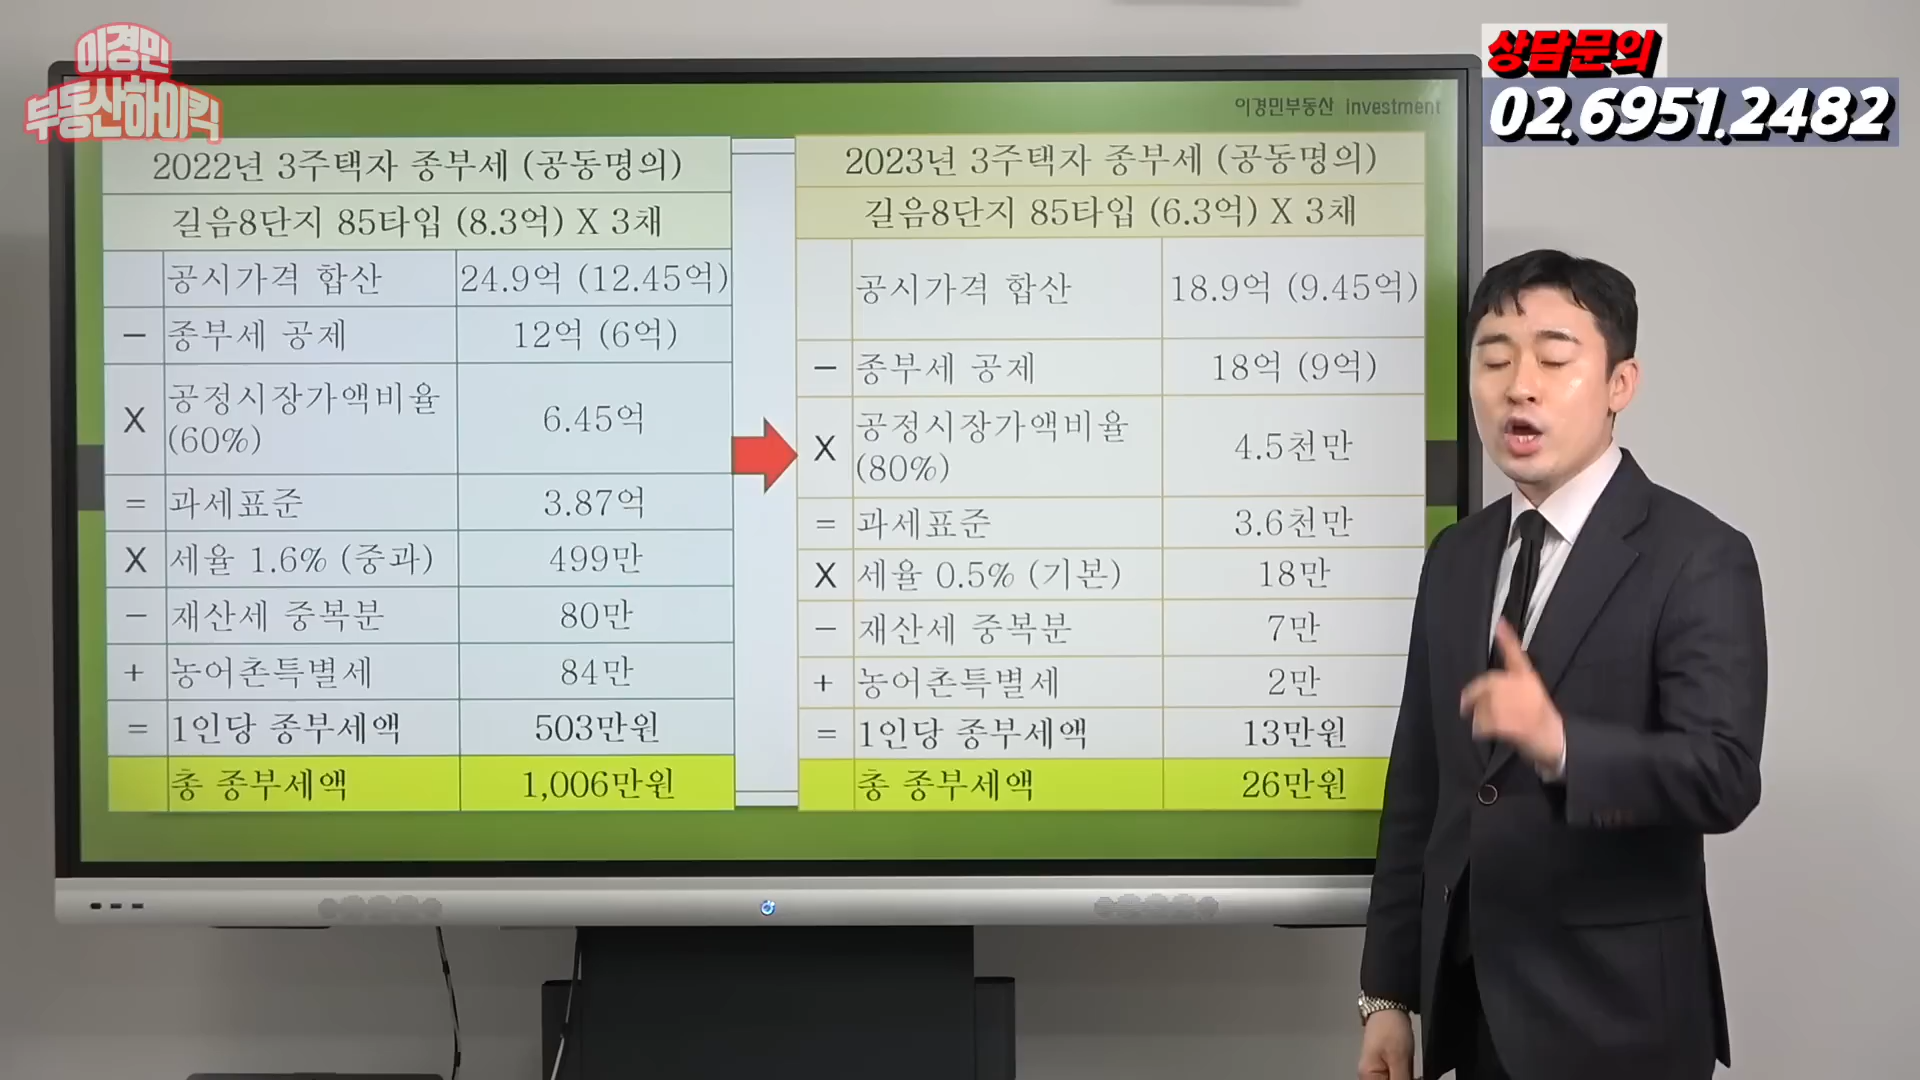 이경민
부동산하이킥
상담문의
02.6951.2482
이경민부동산 investment
2022년 3주택자 종부세 (공동명의)
길음8단지 85타입 (8.3억) X 3채
공시가격 합산 24.9억 (12.45억)
− 종부세 공제 12억 (6억)
X 공정시장가액비율 (60%) 6.45억
= 과세표준 3.87억
X 세율 1.6% (중과) 499만
− 재산세 중복분 80만
+ 농어촌특별세 84만
= 1인당 종부세액 503만원
총 종부세액 1,006만원
2023년 3주택자 종부세 (공동명의)
길음8단지 85타입 (6.3억) X 3채
공시가격 합산 18.9억 (9.45억)
− 종부세 공제 18억 (9억)
X 공정시장가액비율 (80%) 4.5천만
= 과세표준 3.6천만
X 세율 0.5% (기본) 18만
− 재산세 중복분 7만
+ 농어촌특별세 2만
= 1인당 종부세액 13만원
총 종부세액 26만원